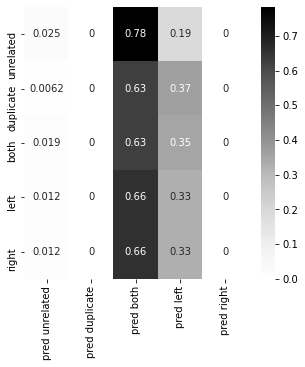 unrelated 0.025 0 0.78 0.19 0
duplicate 0.0062 0 0.63 0.37 0
both 0.019 0 0.63 0.35 0
left 0.012 0 0.66 0.33 0
right 0.012 0 0.66 0.33 0
pred unrelated
pred duplicate
pred both
pred left
pred right
0.7
0.6
0.5
0.4
0.3
0.2
0.1
0.0